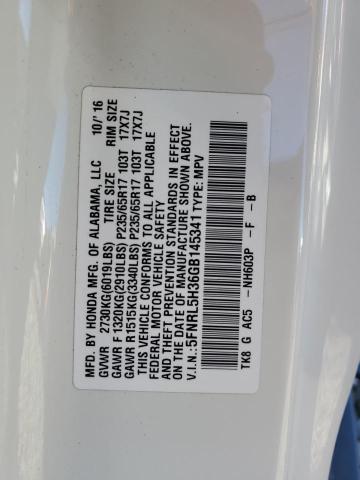 MFD. BY HONDA MFG. OF ALABAMA, LLC 10/'16
GVWR 2730KG(6019LBS) TIRE SIZE RIM SIZE
GAWR F 1320KG(2910LBS) P235/65R17 103T 17X7J
GAWR R1515KG(3340LBS) P235/65R17 103T 17X7J
THIS VEHICLE CONFORMS TO ALL APPLICABLE
FEDERAL MOTOR VEHICLE SAFETY
AND THEFT PREVENTION STANDARDS IN EFFECT
ON THE DATE OF MANUFACTURE SHOWN ABOVE.
V.I.N.:5FNRL5H36GB145341 TYPE: MPV
TK8 G AC5 -NH603P -F -B